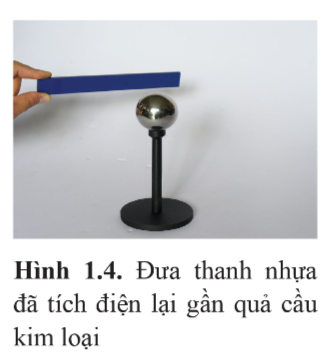 Hình 1.4. Đưa thanh nhựa
đã tích điện lại gần quả cầu
kim loại